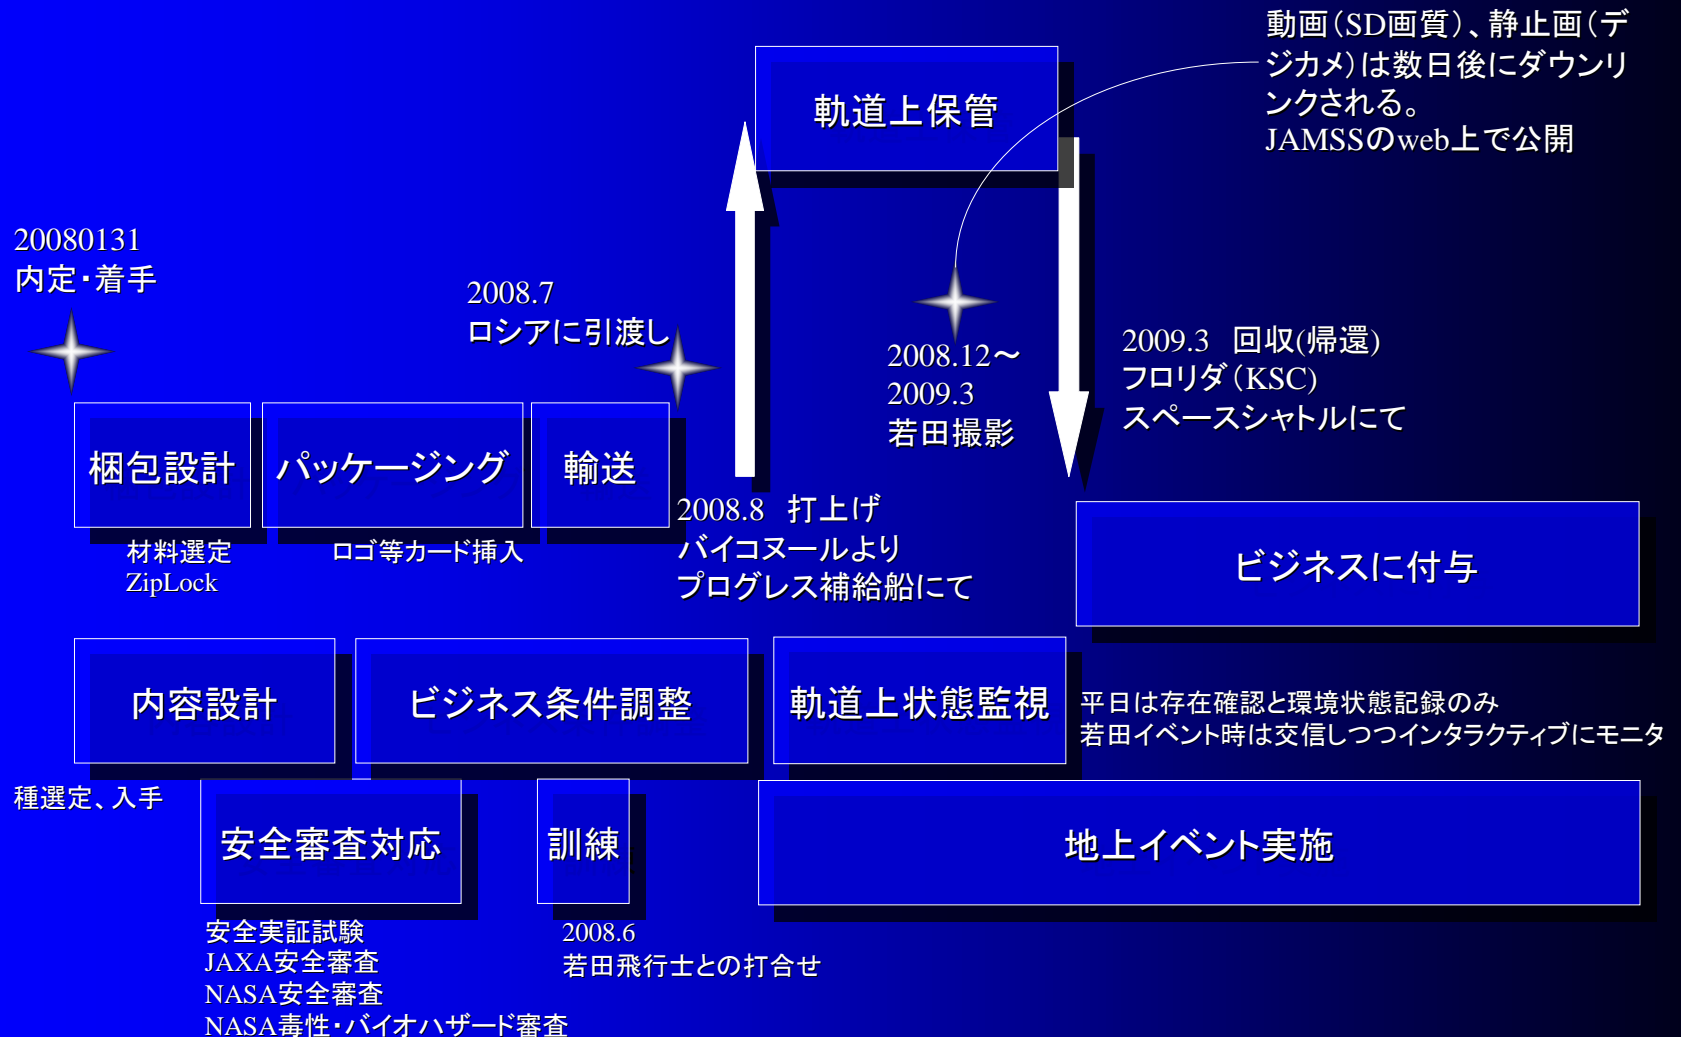 動画（SD画質）、静止画（デ
ジカメ）は数日後にダウンリ
ンクされる。
JAMSSのweb上で公開
軌道上保管
20080131
内定・着手
2008.7
ロシアに引渡し
2008.12～
2009.3
若田撮影
2009.3　回収(帰還)
フロリダ（KSC)
スペースシャトルにて
梱包設計
パッケージング
輸送
材料選定
ZipLock
ロゴ等カード挿入
2008.8　打上げ
バイコヌールより
プログレス補給船にて
ビジネスに付与
内容設計
ビジネス条件調整
軌道上状態監視
平日は存在確認と環境状態記録のみ
若田イベント時は交信しつつインタラクティブにモニタ
種選定、入手
安全審査対応
訓練
地上イベント実施
安全実証試験
JAXA安全審査
NASA安全審査
NASA毒性・バイオハザード審査
2008.6
若田飛行士との打合せ